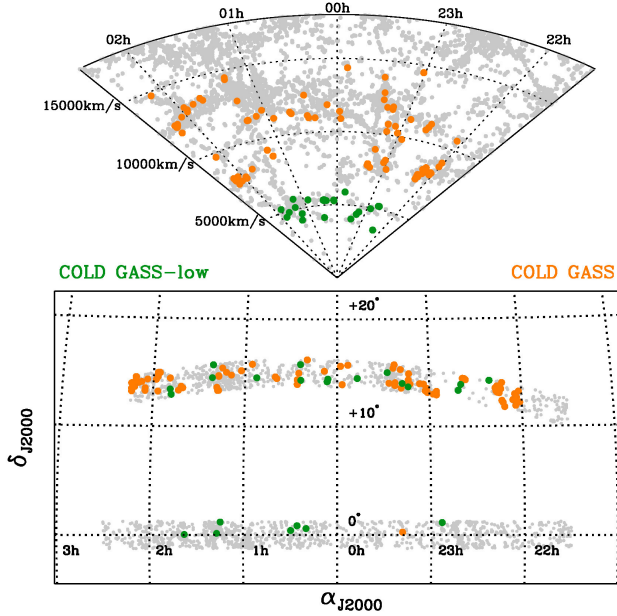 00h
01h
23h
02h
22h
15000km/s
10000km/s
5000km/s
COLD GASS-low
COLD GASS
+20°
+10°
0°
3h
2h
1h
0h
23h
22h
δJ2000
αJ2000